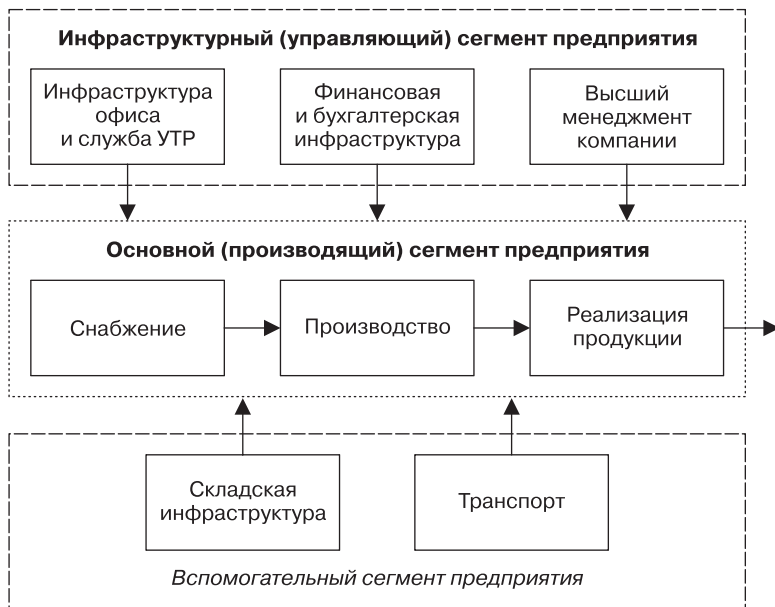 Инфраструктурный (управляющий) сегмент предприятия
Инфраструктура
офиса
и служба УТР
Финансовая
и бухгалтерская
инфраструктура
Высший
менеджмент
компании
Основной (производящий) сегмент предприятия
Снабжение
Производство
Реализация
продукции
Складская
инфраструктура
Транспорт
Вспомогательный сегмент предприятия